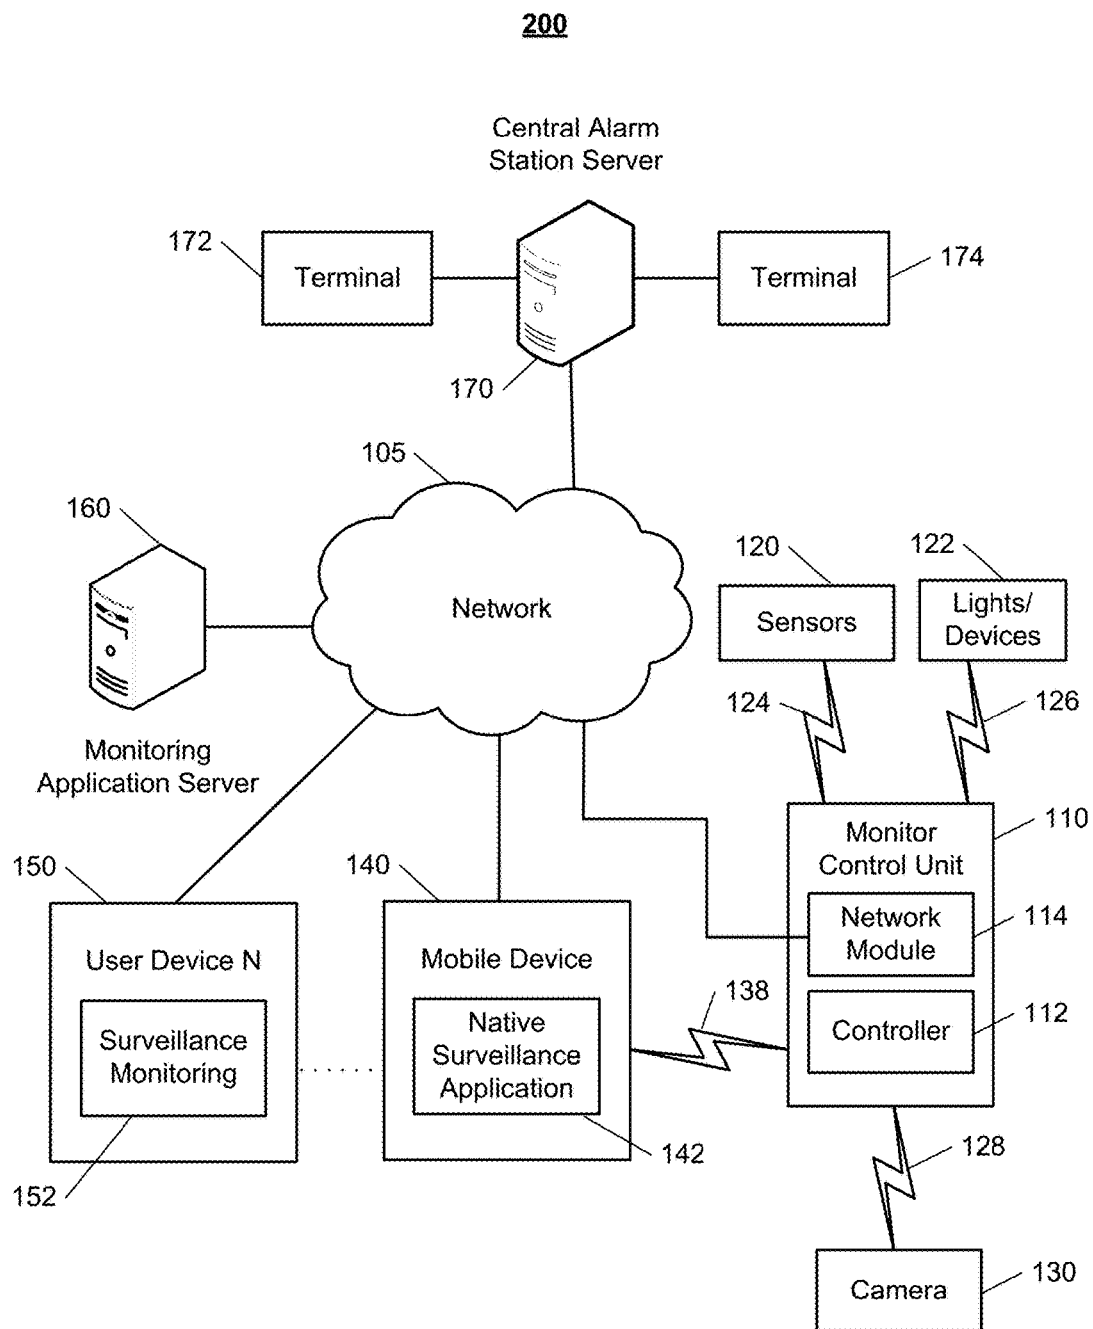 200
Central Alarm
Station Server
172
Terminal
Terminal
174
170
105
160
Network
120
Sensors
122
Lights/
Devices
124
126
Monitoring
Application Server
Monitor
Control Unit
110
Network
Module
114
Controller
112
150
User Device N
Surveillance
Monitoring
152
140
Mobile Device
Native
Surveillance
Application
142
138
128
Camera
130